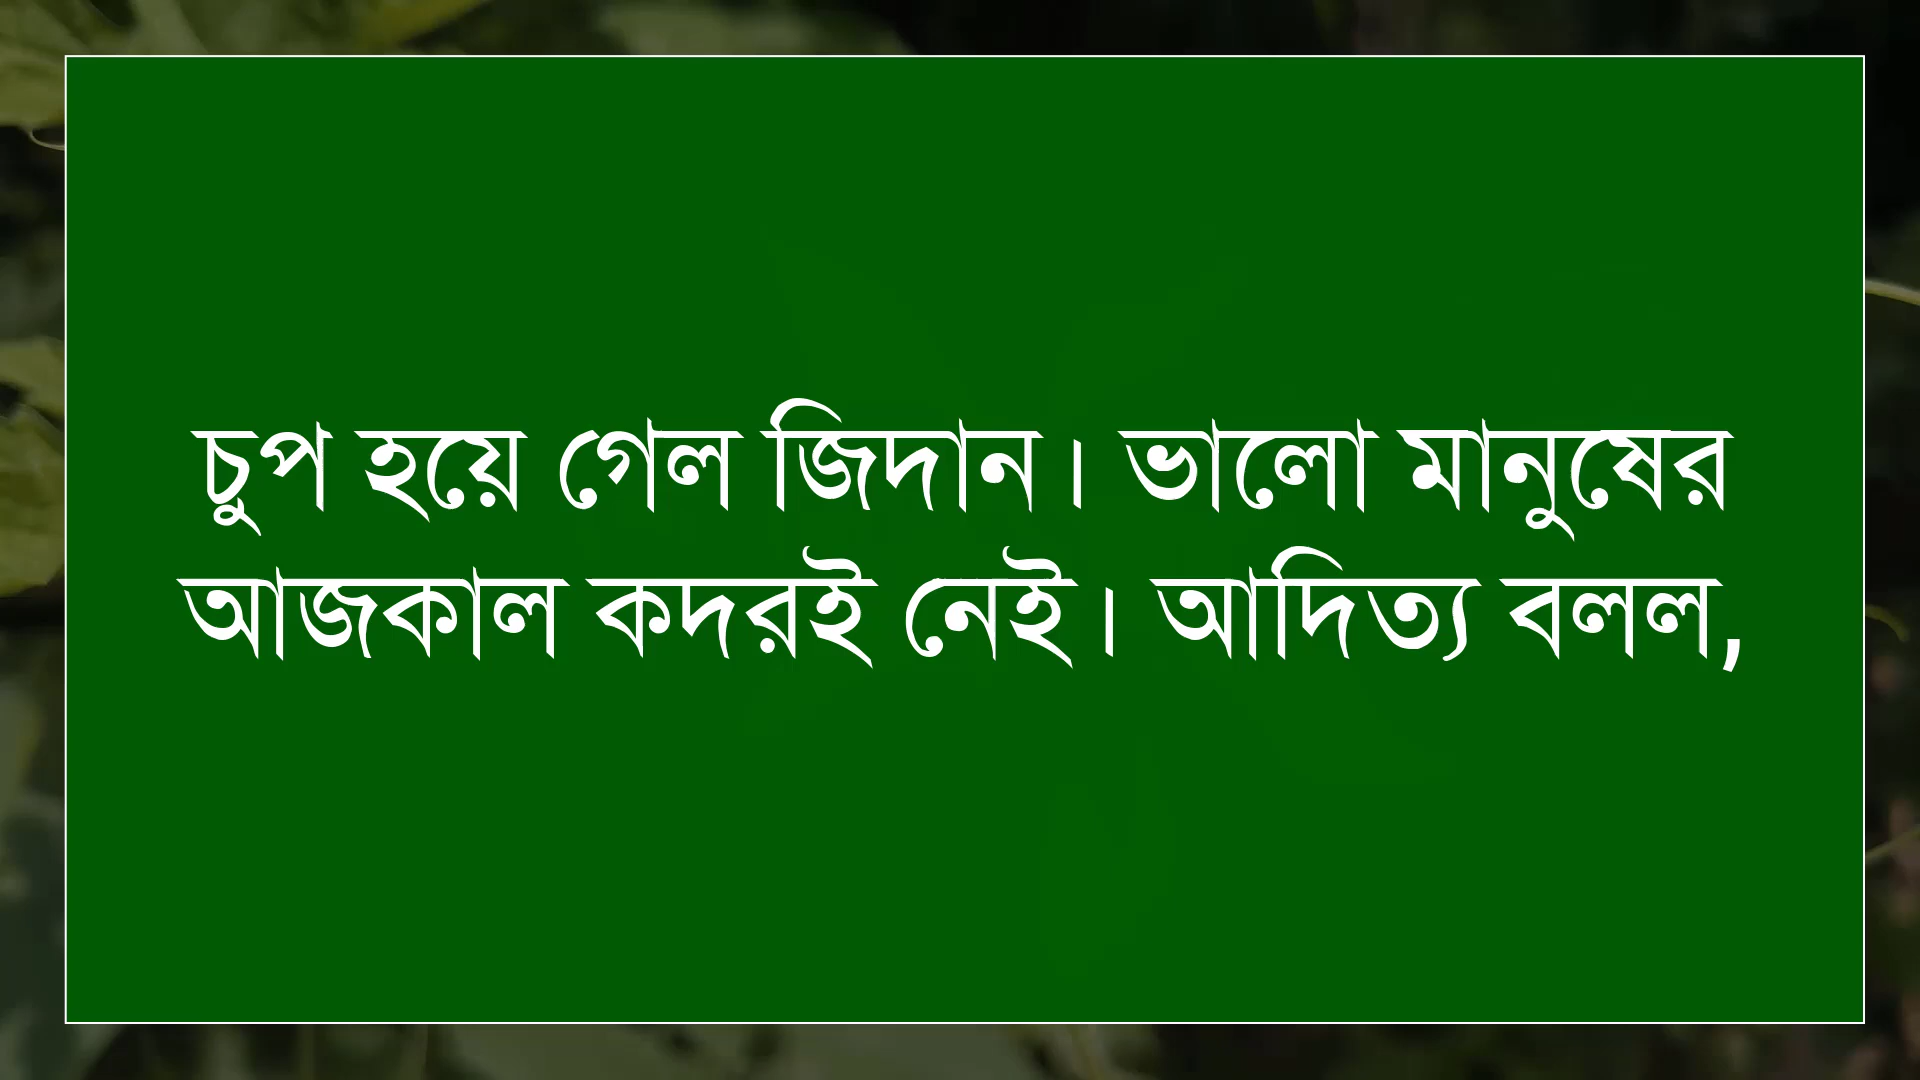 চুপ হয়ে গেল জিদান। ভালো মানুষের
আজকাল কদরই নেই। আদিত্য বলল,